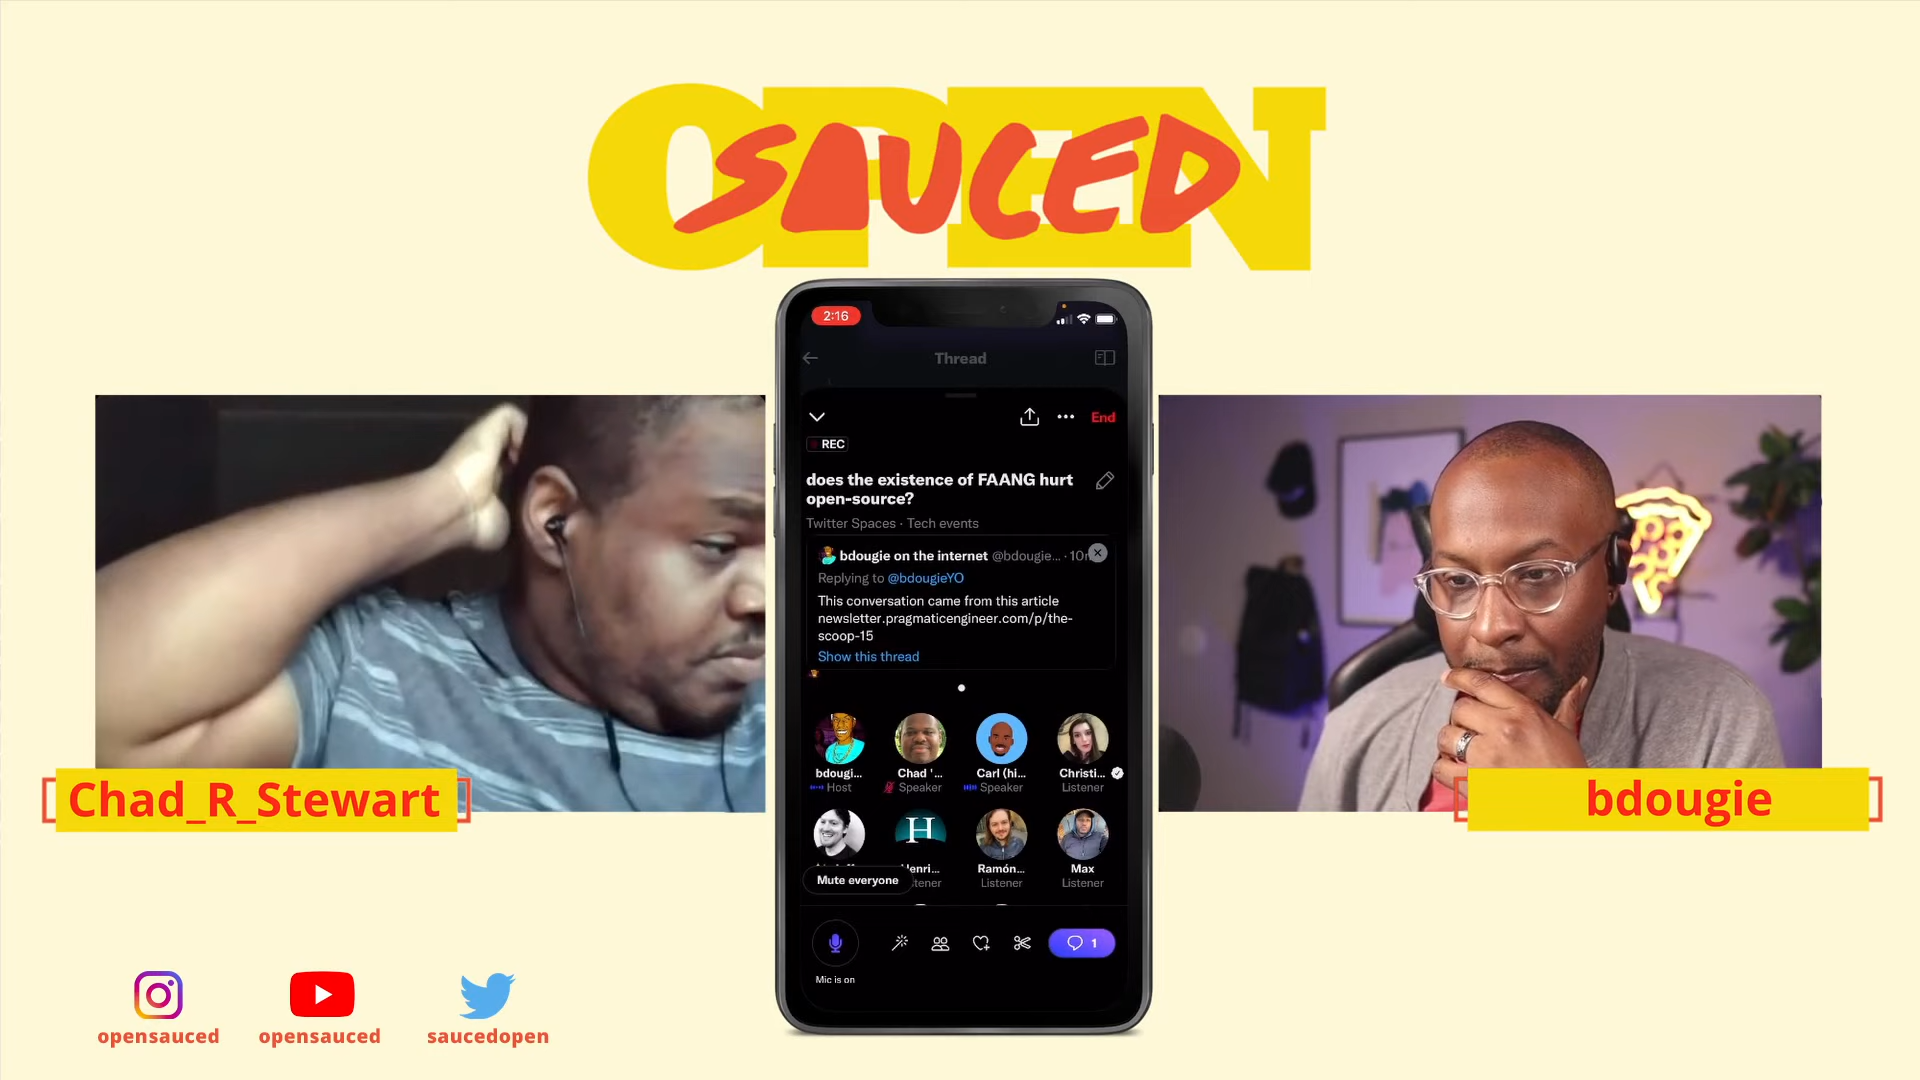 OPEN
SAUCED
2:16
Thread
End
REC
does the existence of FAANG hurt
open-source?
Twitter Spaces · Tech events
bdougie on the internet @bdougie... · 10
Replying to @bdougieYO
This conversation came from this article
newsletter.pragmaticengineer.com/p/the-
scoop-15
Show this thread
bdougi... Chad '... Carl (hi... Christi...
Host Speaker Speaker Listener
H
Ramón... Max
Listener Listener
Mute everyone
1
Mic is on
Chad_R_Stewart
bdougie
opensauced opensauced saucedopen